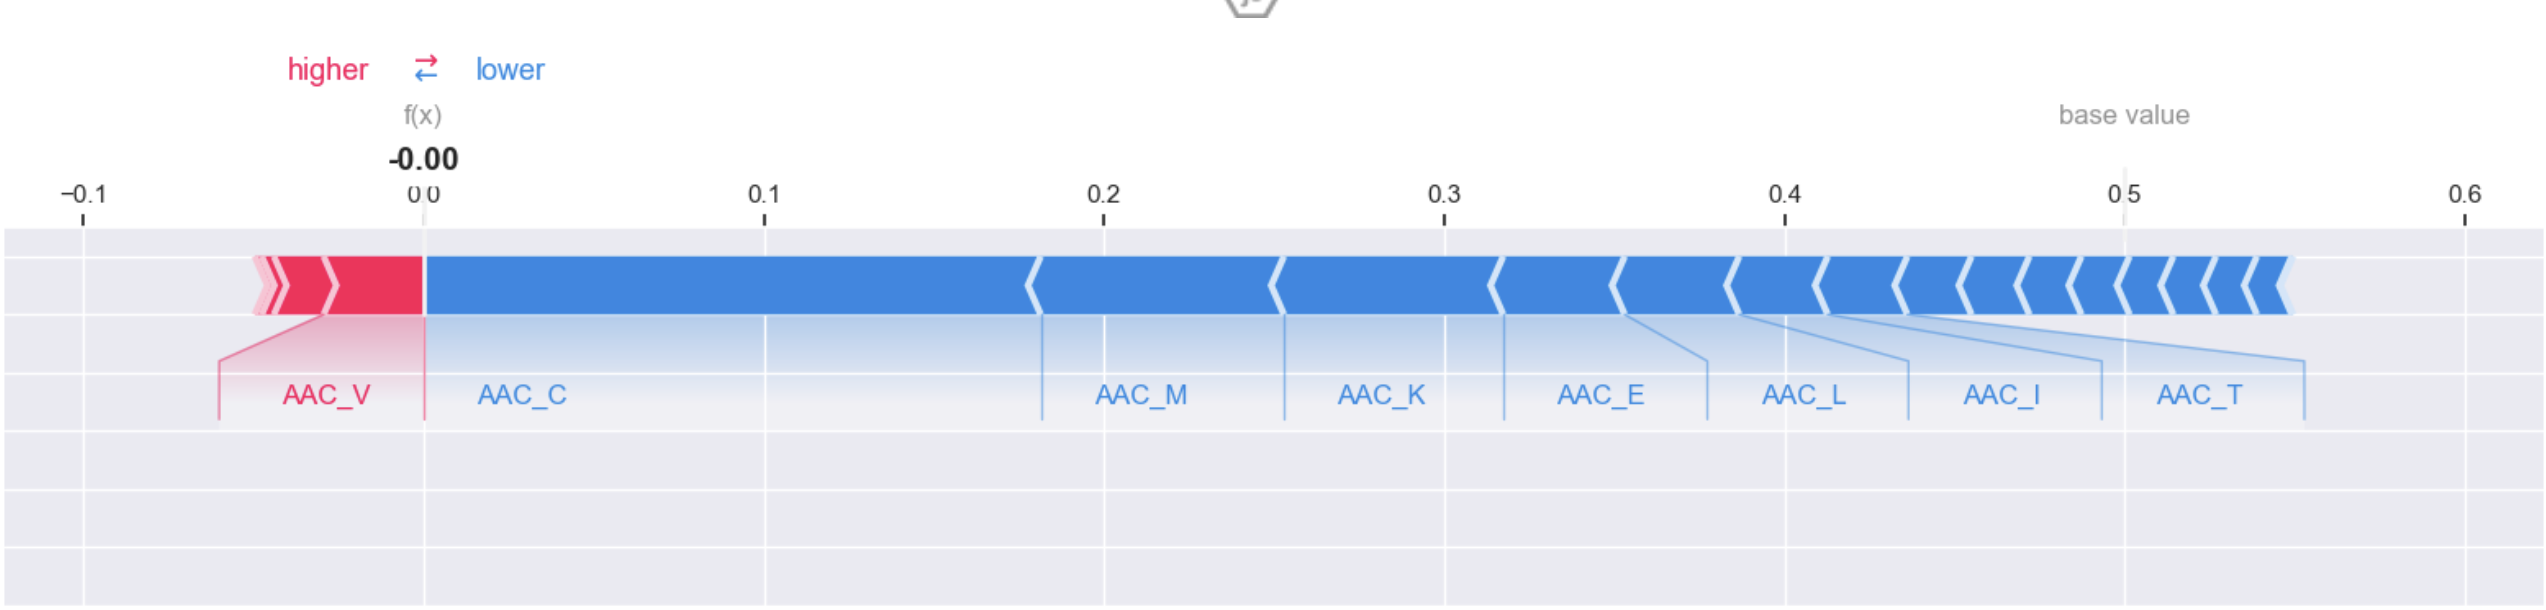 higher ⇄ lower
f(x)
base value
-0.00
−0.1 0.0 0.1 0.2 0.3 0.4 0.5 0.6
AAC_V AAC_C AAC_M AAC_K AAC_E AAC_L AAC_I AAC_T